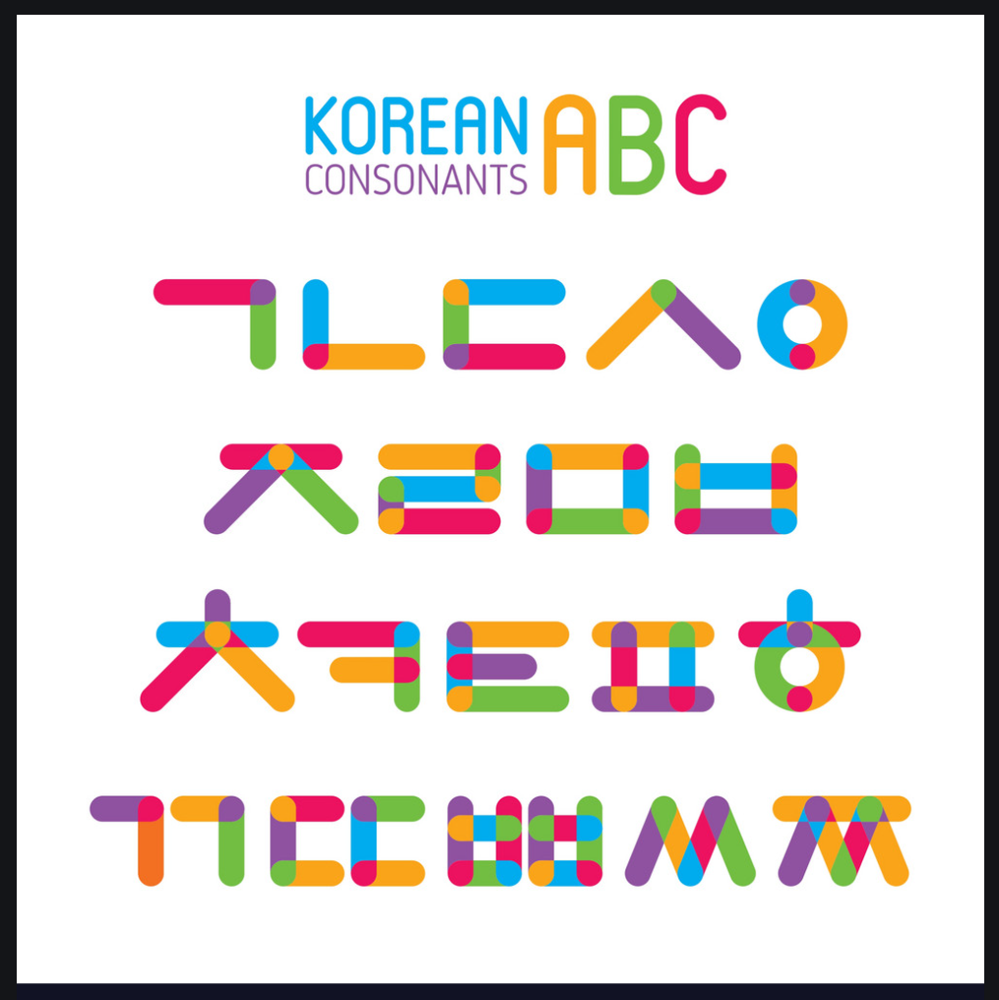 KOREAN ABC
CONSONANTS
ㄱㄴㄷㅅㅇ
ㅈㄹㅁㅂ
ㅊㅋㅌㅍㅎ
ㄲㄸㅃㅆㅉ